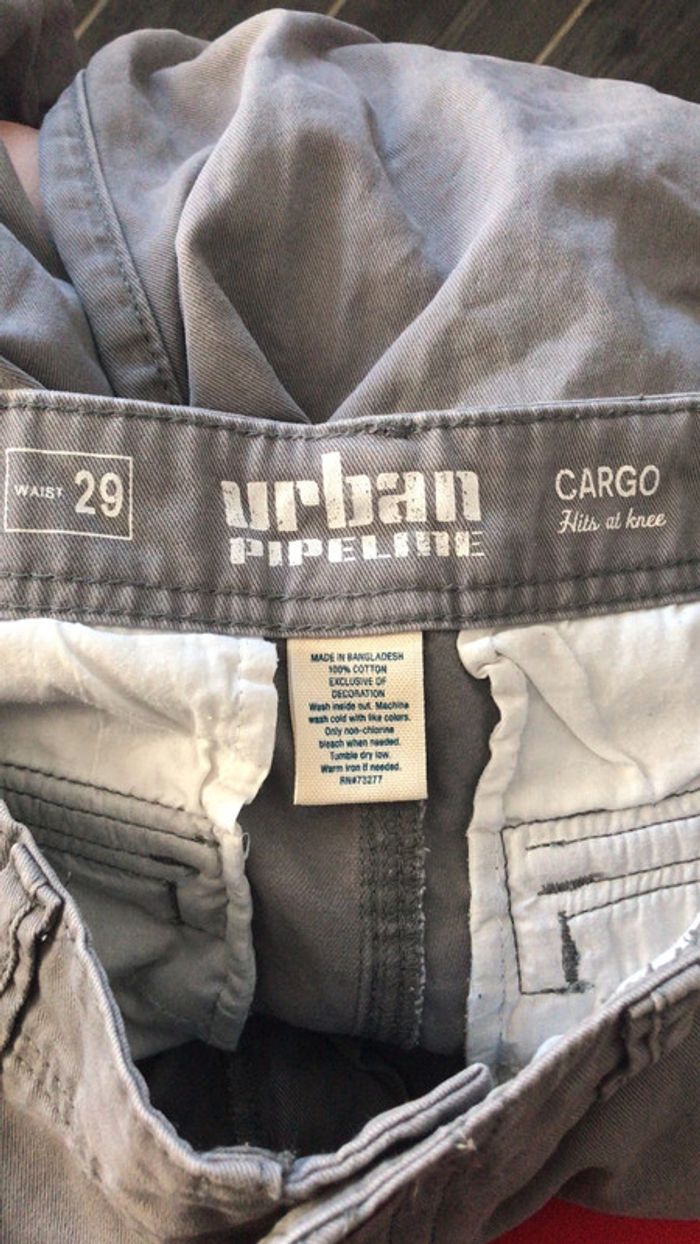 WAIST 29
urban
PIPELINE
CARGO
Hits at knee
MADE IN BANGLADESH
100% COTTON
EXCLUSIVE OF
DECORATION
Wash inside out. Machine
wash cold with like colors.
Only non-chlorine
bleach when needed.
Tumble dry low.
Warm iron if needed.
RN#73277